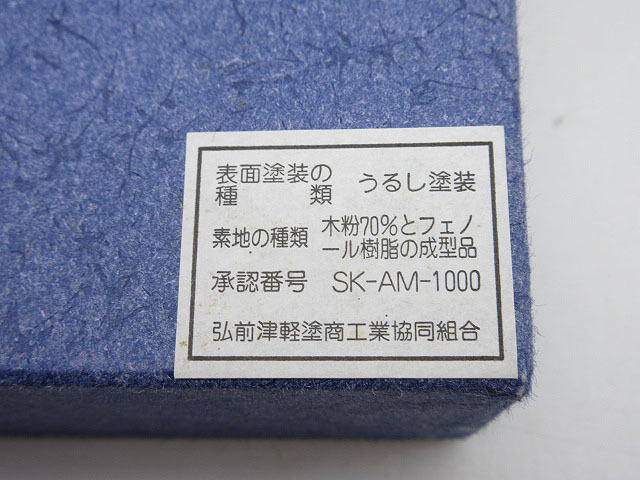 表面塗装の
種類 うるし塗装
素地の種類 木粉70%とフェノ
ール樹脂の成型品
承認番号 SK-AM-1000
弘前津軽塗商工業協同組合